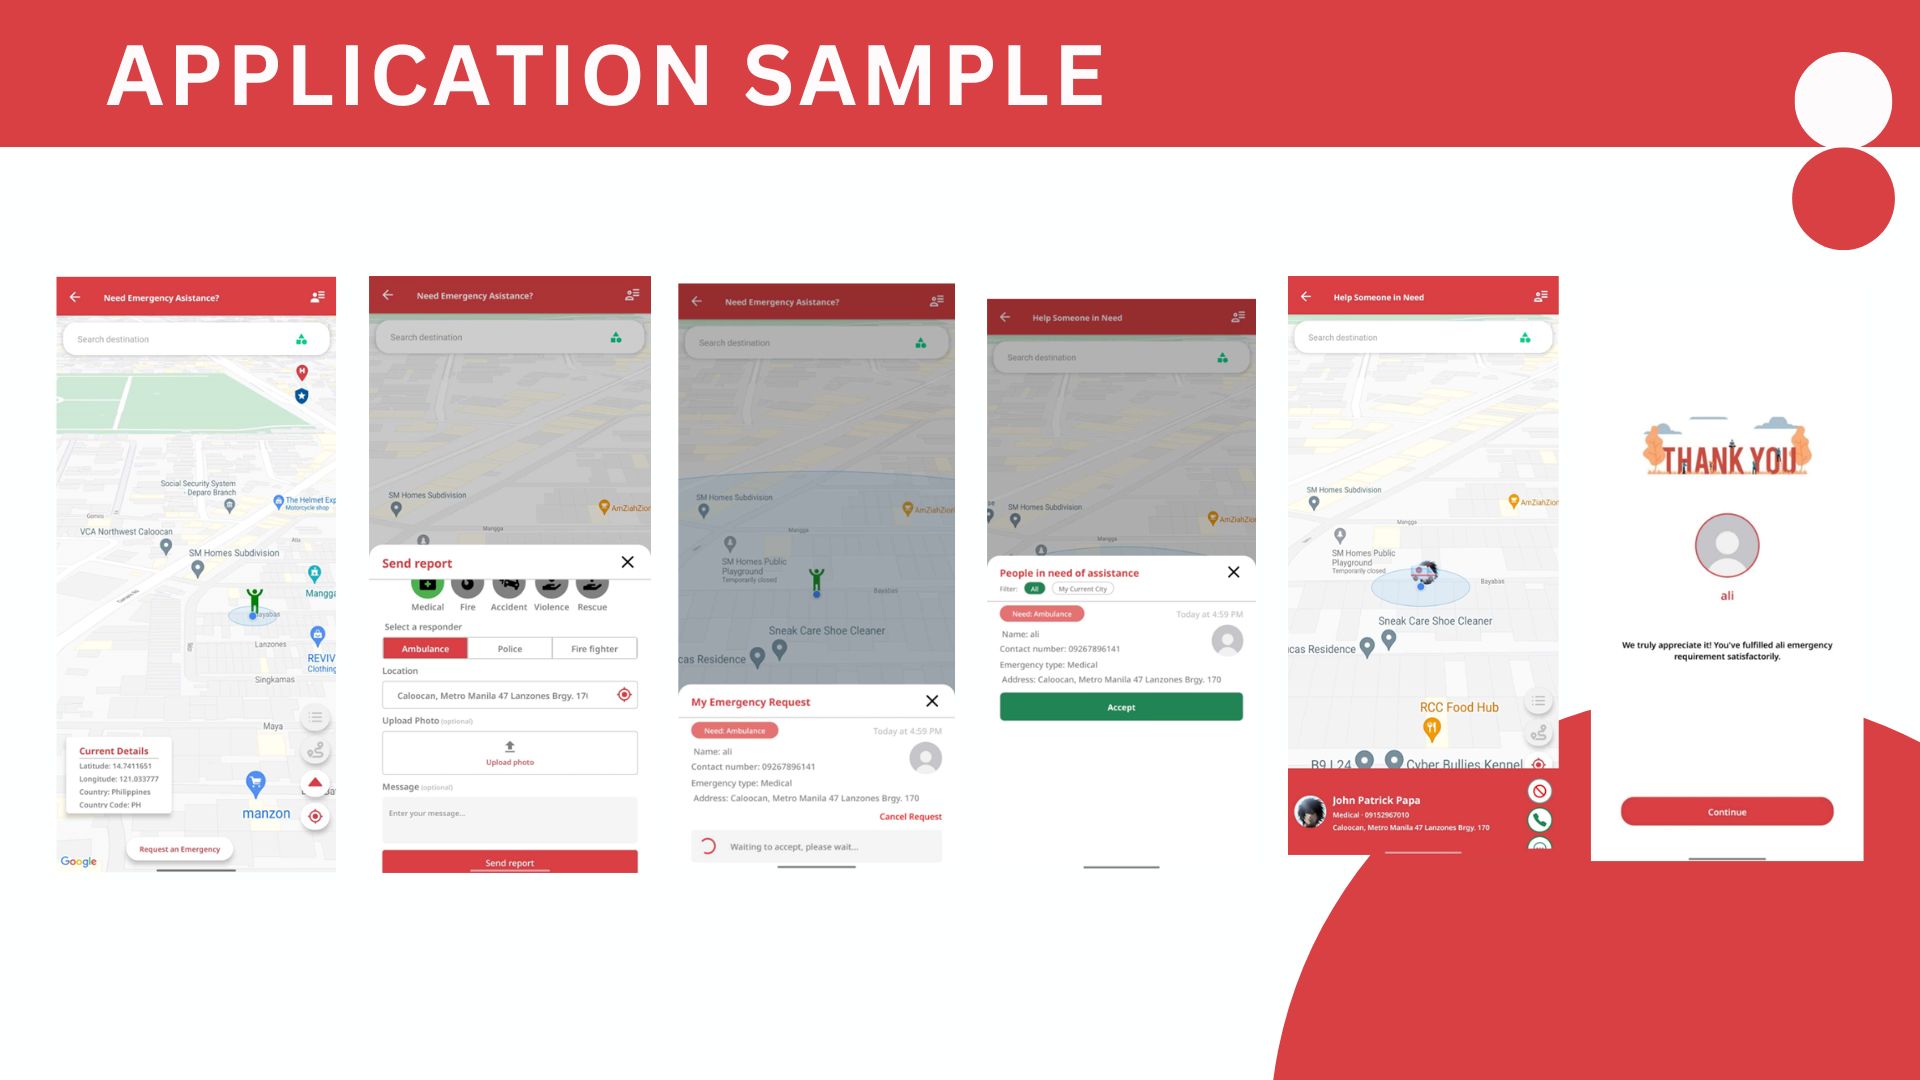 APPLICATION SAMPLE
Need Emergency Asistance?
Search destination
Social Security System
- Deparo Branch
The Helmet Exp
Motorcycle shop
VCA Northwest Caloocan
SM Homes Subdivision
Mangga
Lanzones
REVIV
Clothing
Singkamas
Maya
Current Details
Latitude: 14.7411651
Longitude: 121.033777
Country: Philippines
Country Code: PH
manzon
Request an Emergency
Google
Need Emergency Asistance?
Search destination
SM Homes Subdivision
AmZiahZion
Mangga
Send report
Medical Fire Accident Violence Rescue
Select a responder
Ambulance Police Fire fighter
Location
Caloocan, Metro Manila 47 Lanzones Brgy. 17(
Upload Photo (optional)
Upload photo
Message (optional)
Enter your message...
Send report
Need Emergency Asistance?
Search destination
SM Homes Subdivision
AmZiahZion
Mangga
SM Homes Public
Playground
Temporarily closed
Bayabas
Sneak Care Shoe Cleaner
cas Residence
My Emergency Request
Need: Ambulance
Today at 4:59 PM
Name: ali
Contact number: 09267896141
Emergency type: Medical
Address: Caloocan, Metro Manila 47 Lanzones Brgy. 170
Cancel Request
Waiting to accept, please wait...
Help Someone in Need
Search destination
SM Homes Subdivision
AmZiahZion
Mangga
People in need of assistance
Filter: All My Current City
Need: Ambulance
Today at 4:59 PM
Name: ali
Contact number: 09267896141
Emergency type: Medical
Address: Caloocan, Metro Manila 47 Lanzones Brgy. 170
Accept
Help Someone in Need
Search destination
SM Homes Subdivision
AmZiahZion
Mangga
SM Homes Public
Playground
Temporarily closed
Bayabas
Sneak Care Shoe Cleaner
cas Residence
RCC Food Hub
B9 L24
Cyber Bullies Kennel
John Patrick Papa
Medical - 09152967010
Caloocan, Metro Manila 47 Lanzones Brgy. 170
THANK YOU
ali
We truly appreciate it! You've fulfilled ali emergency
requirement satisfactorily.
Continue